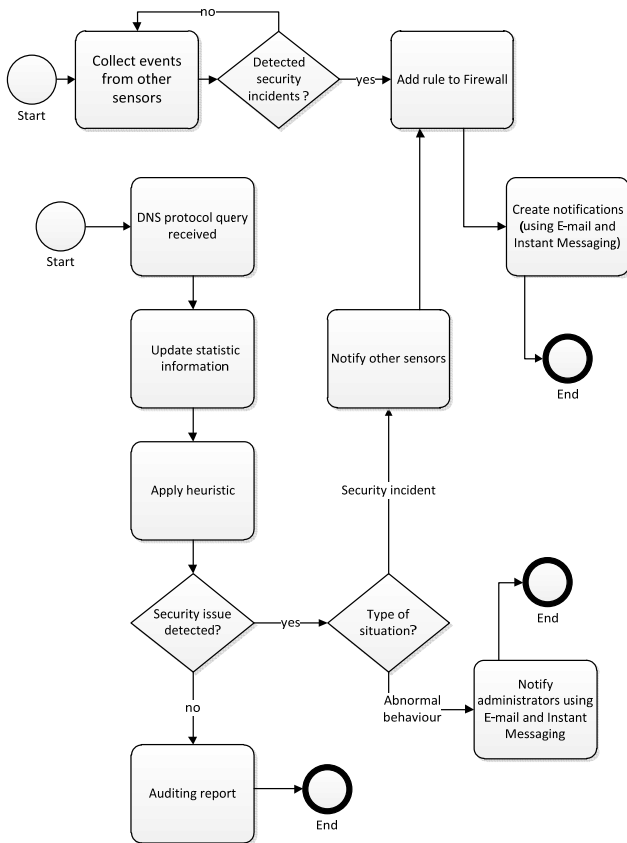 no
Collect events
from other
sensors
Detected
security
incidents ?
yes
Add rule to Firewall
Start
DNS protocol query
received
Start
Create notifications
(using E-mail and
Instant Messaging)
Update statistic
information
Notify other sensors
End
Apply heuristic
Security incident
Security issue
detected?
yes
Type of
situation?
End
no
Abnormal
behaviour
Notify
administrators using
E-mail and Instant
Messaging
Auditing report
End